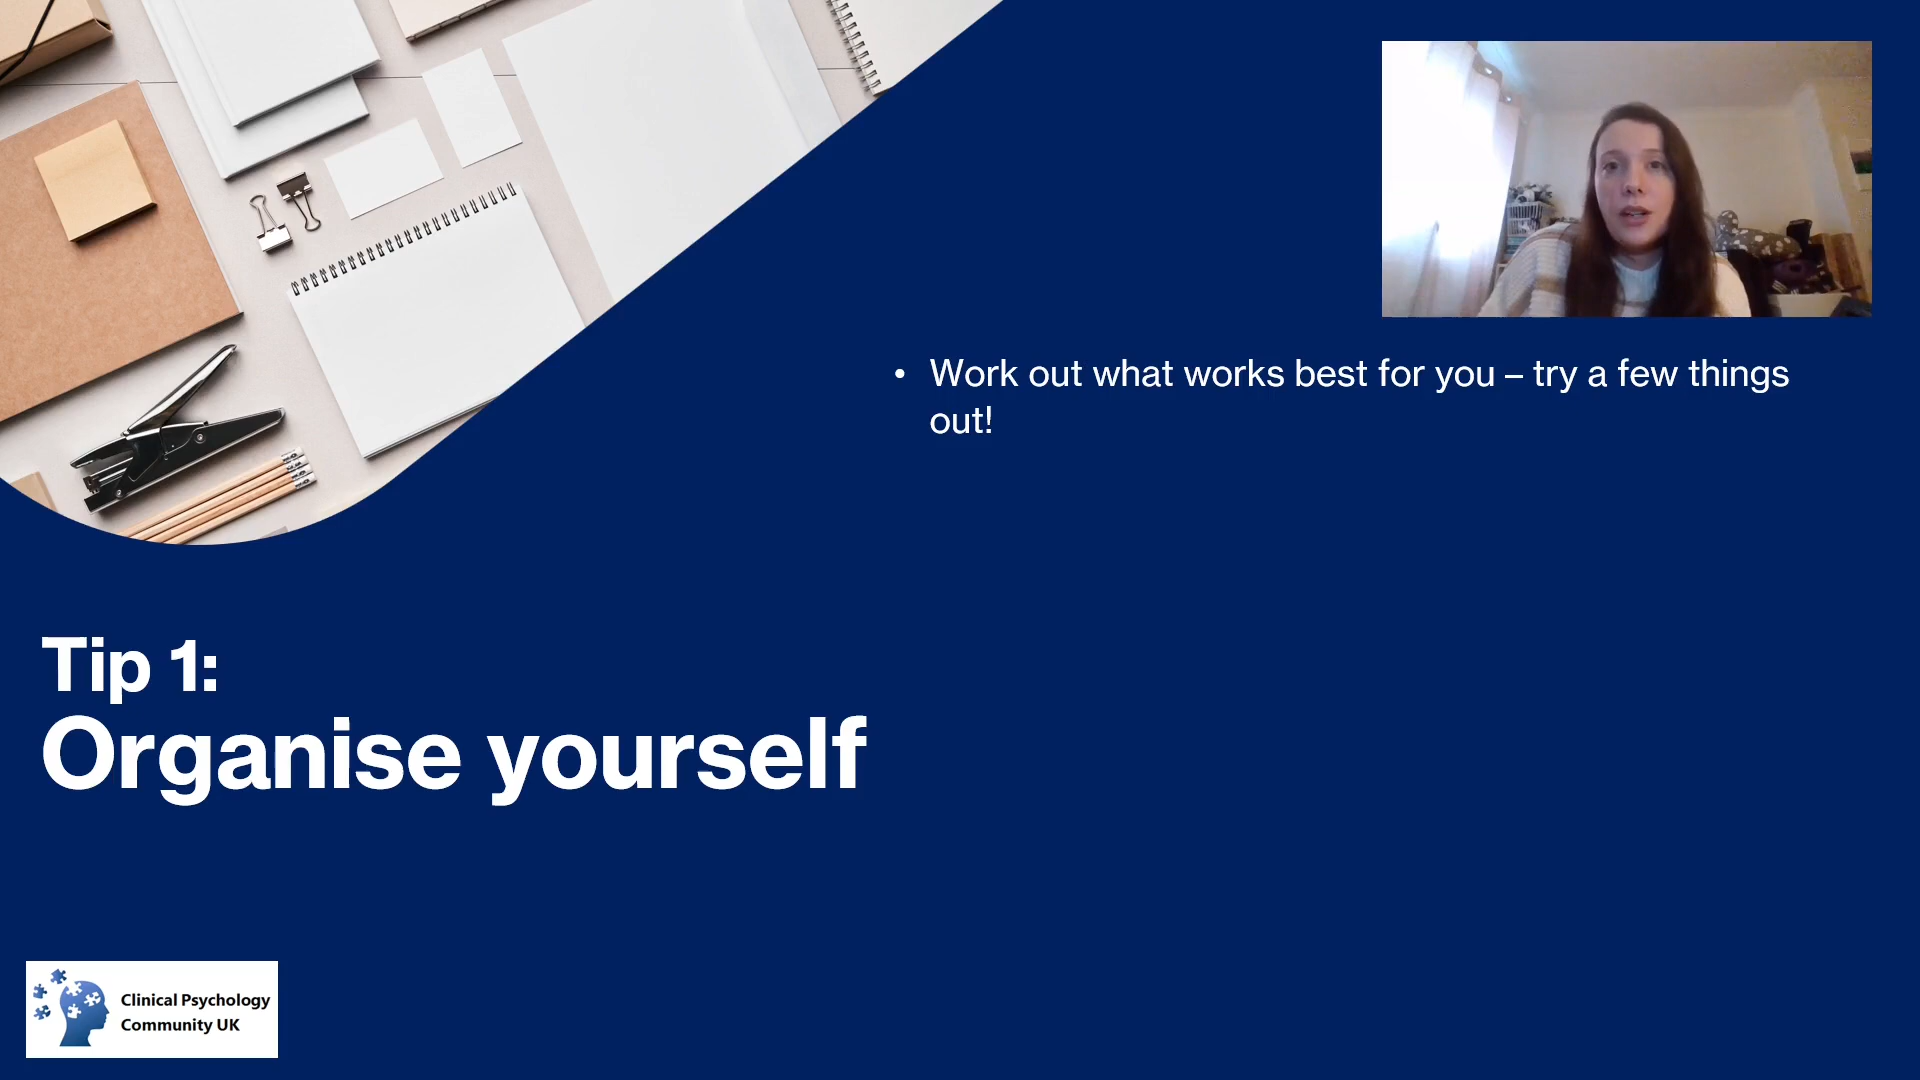 • Work out what works best for you – try a few things
out!
Tip 1:
Organise yourself
Clinical Psychology
Community UK